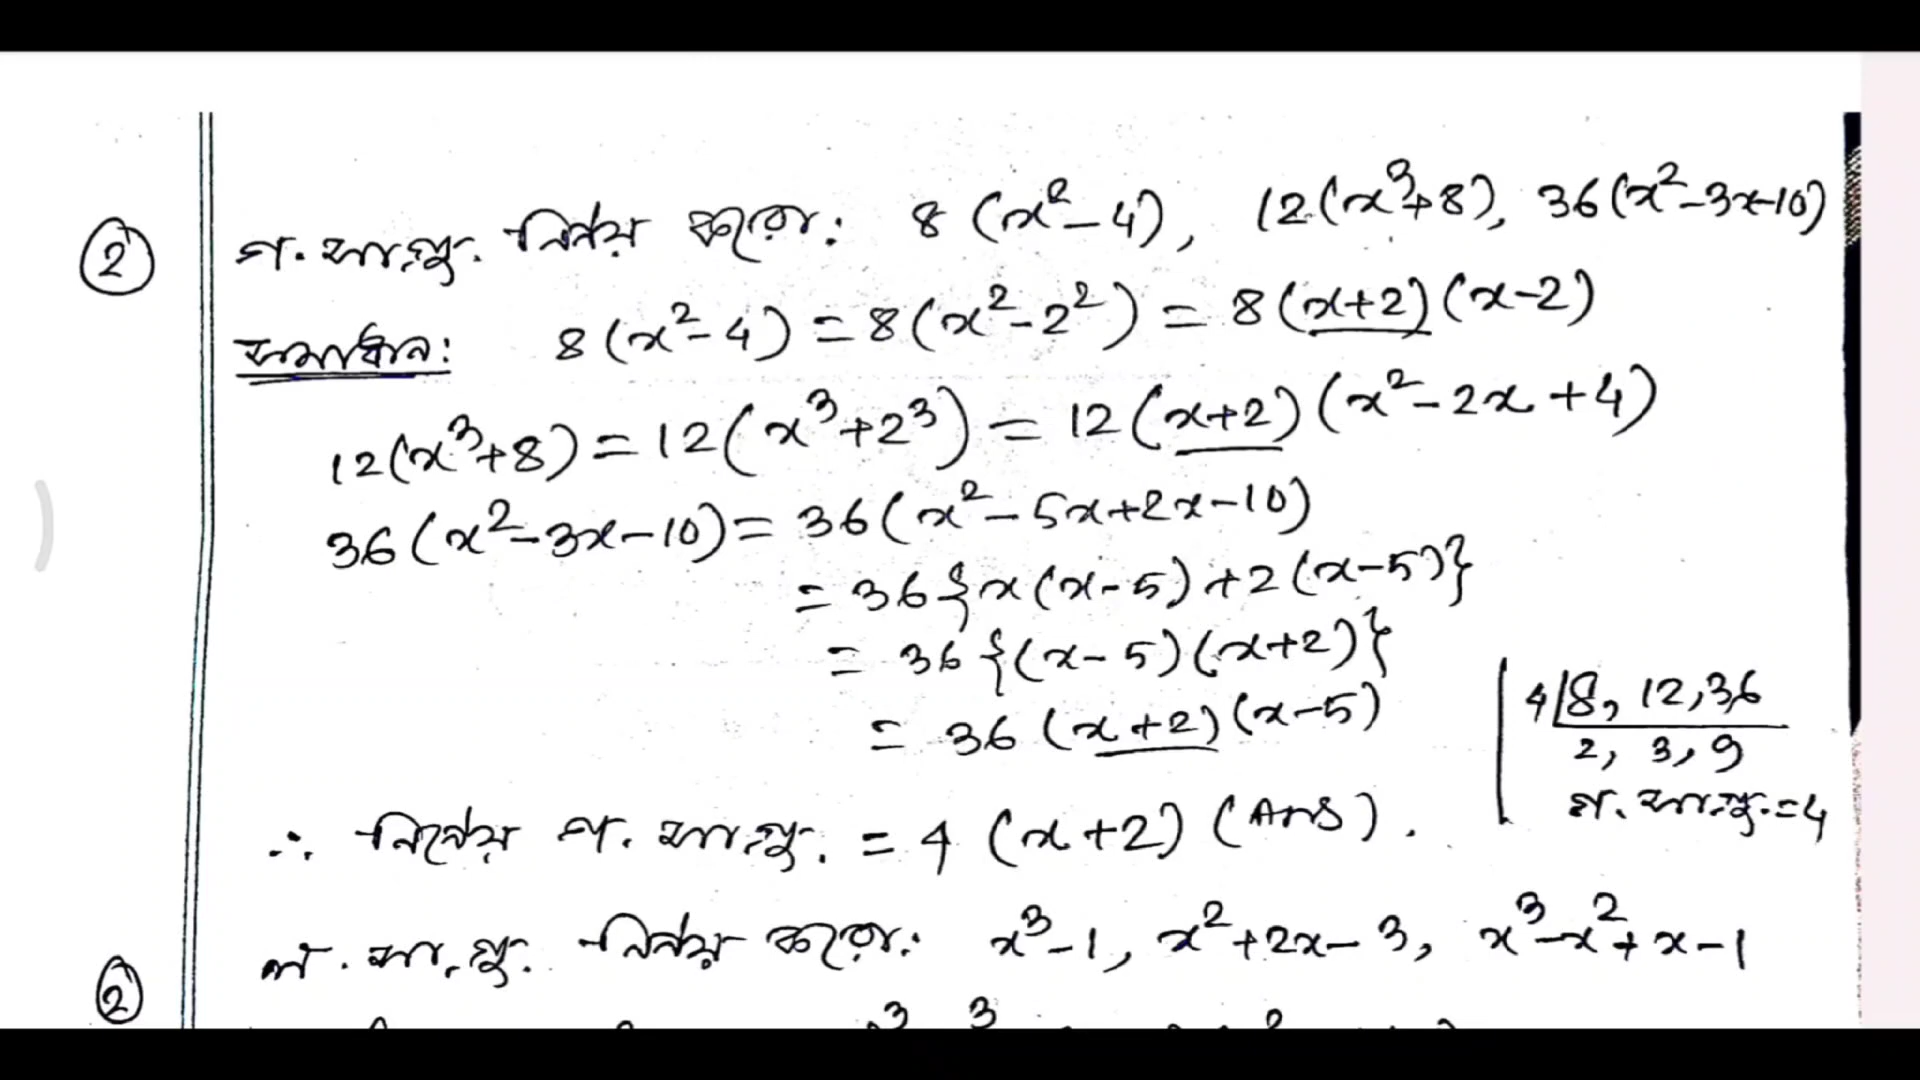 ② গ.সা.গু. নির্ণয় করো: 8(x²-4), 12(x³+8), 36(x²-3x-10)
সমাধান: 8(x²-4) = 8(x²-2²) = 8(x+2)(x-2)
12(x³+8) = 12(x³+2³) = 12(x+2)(x²-2x+4)
36(x²-3x-10) = 36(x²-5x+2x-10)
= 36{x(x-5)+2(x-5)}
= 36{(x-5)(x+2)}
= 36(x+2)(x-5)
4|8, 12, 36
2, 3, 9
গ.সা.গু.=4
∴ নির্ণেয় গ.সা.গু. = 4(x+2) (Ans).
② ল.সা.গু. নির্ণয় করো: x³-1, x²+2x-3, x³-x²+x-1